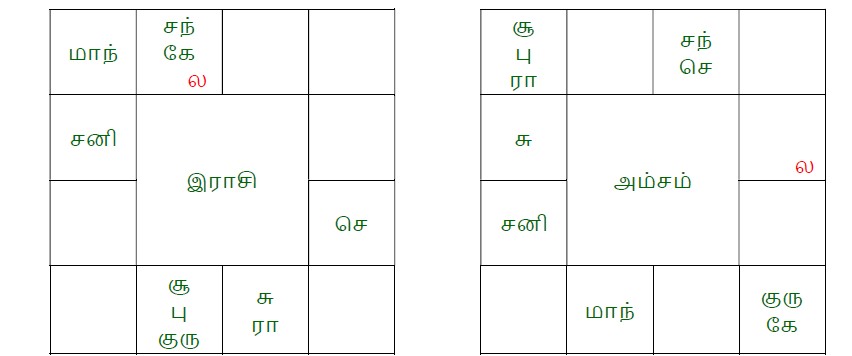 மாந்
சந்
கே
ல
சனி
இராசி
செ
சூ
பு
குரு
சு
ரா
சூ
பு
ரா
சந்
செ
சு
ல
அம்சம்
சனி
மாந்
குரு
கே